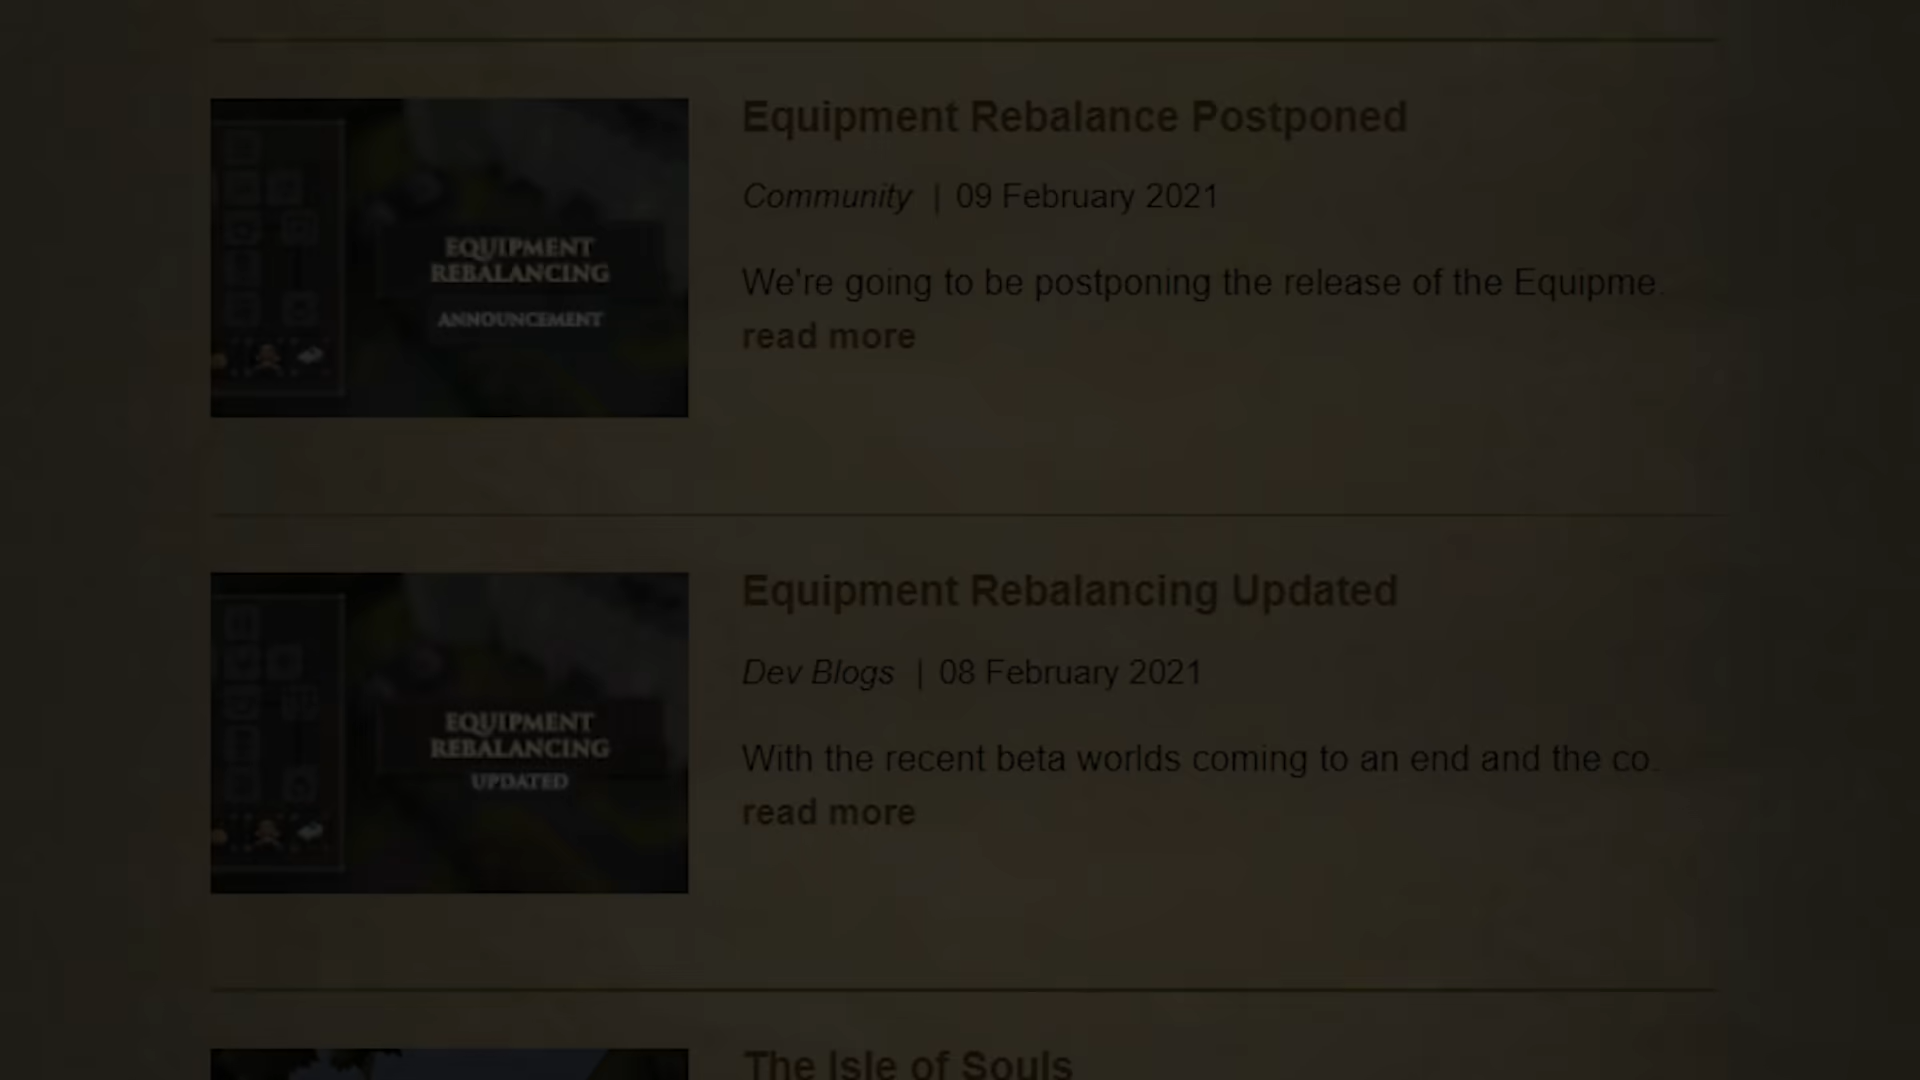 EQUIPMENT
REBALANCING
ANNOUNCEMENT
Equipment Rebalance Postponed
Community | 09 February 2021
We're going to be postponing the release of the Equipme.
read more
EQUIPMENT
REBALANCING
UPDATED
Equipment Rebalancing Updated
Dev Blogs | 08 February 2021
With the recent beta worlds coming to an end and the co.
read more
The Isle of Souls